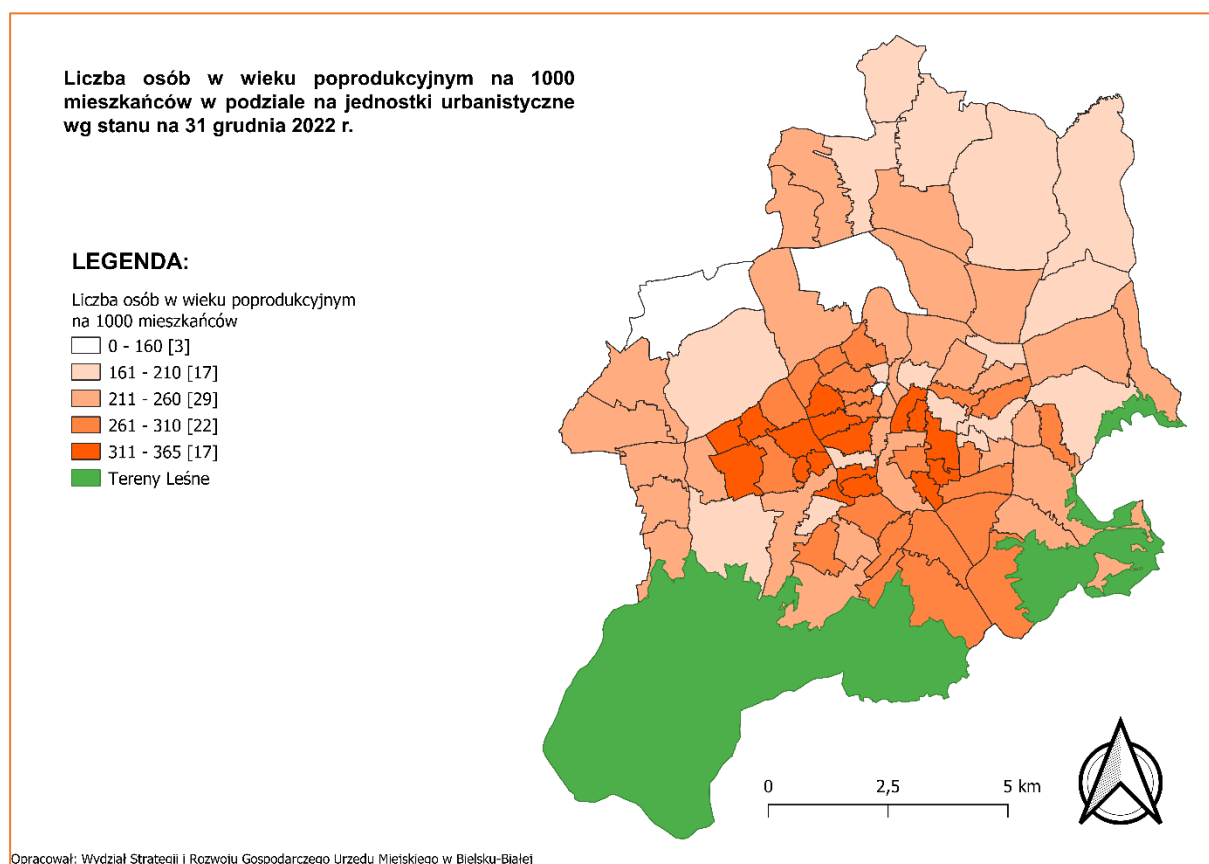 Liczba osób w wieku poprodukcyjnym na 1000
mieszkańców w podziale na jednostki urbanistyczne
wg stanu na 31 grudnia 2022 r.
LEGENDA:
Liczba osób w wieku poprodukcyjnym
na 1000 mieszkańców
0 - 160 [3]
161 - 210 [17]
211 - 260 [29]
261 - 310 [22]
311 - 365 [17]
Tereny Leśne
0 2,5 5 km
Opracował: Wydział Strategii i Rozwoju Gospodarczego Urzędu Miejskiego w Bielsku-Białej